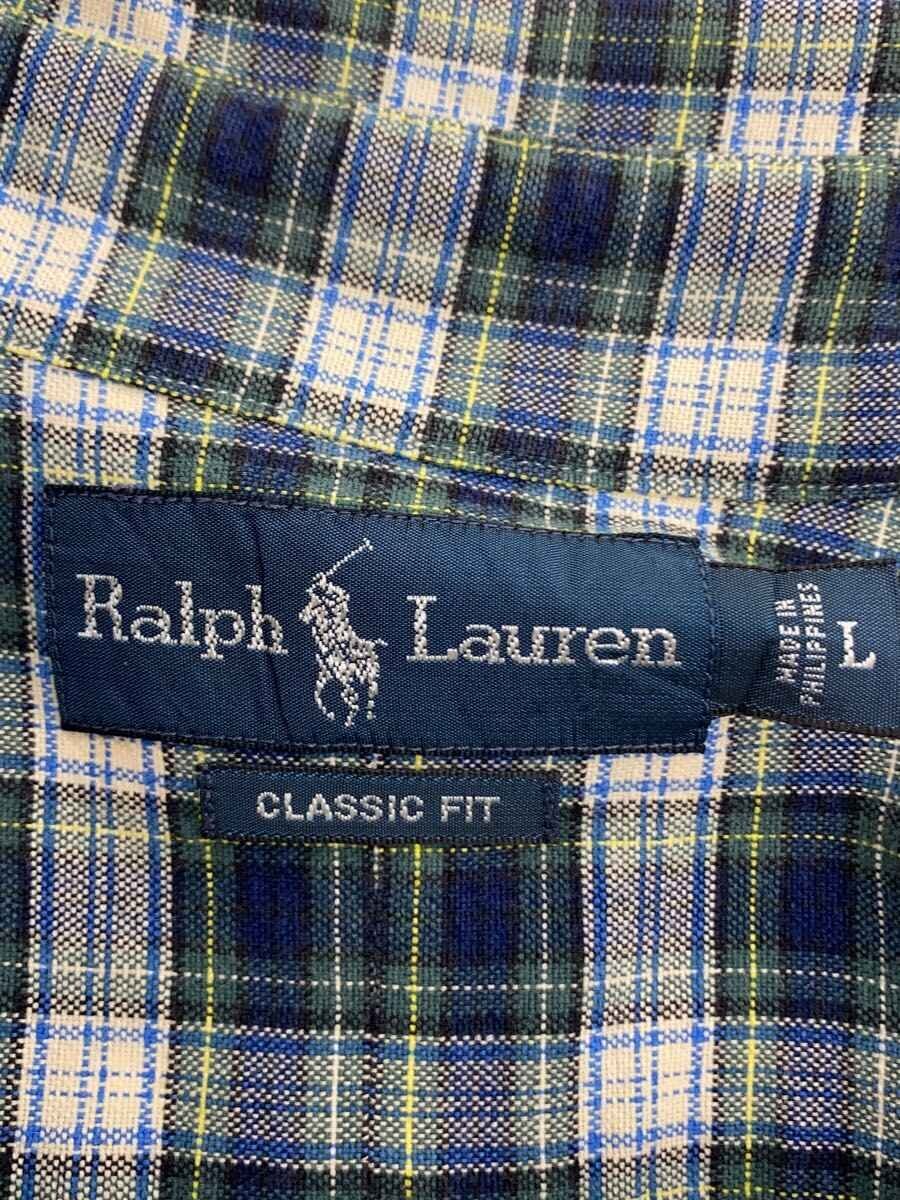 Ralph Lauren
MADE IN
PHILIPPINES
L
CLASSIC FIT